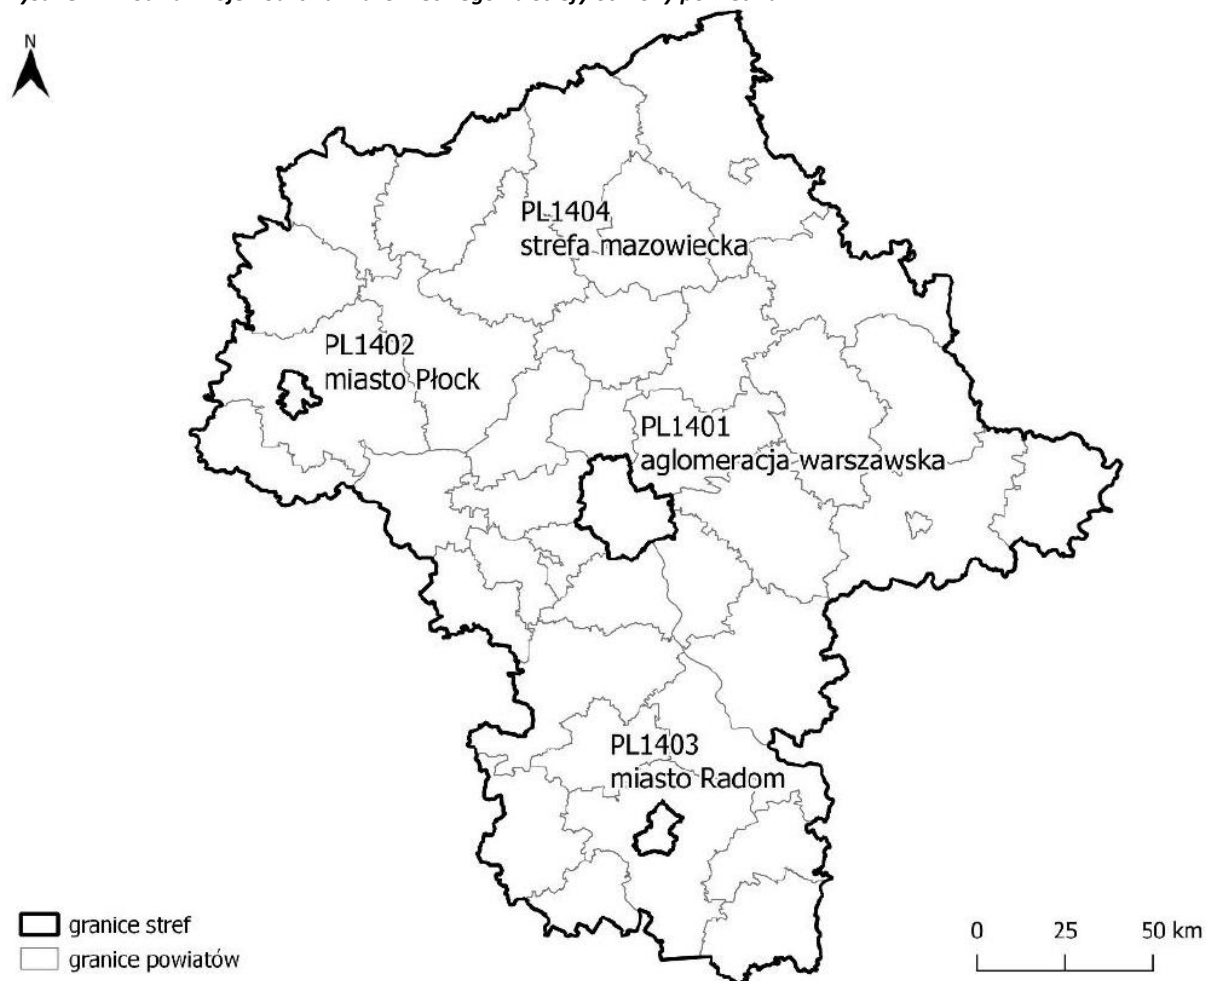 N
PL1404
strefa mazowiecka
PL1402
miasto Płock
PL1401
aglomeracja warszawska
PL1403
miasto Radom
granice stref
granice powiatów
0 25 50 km